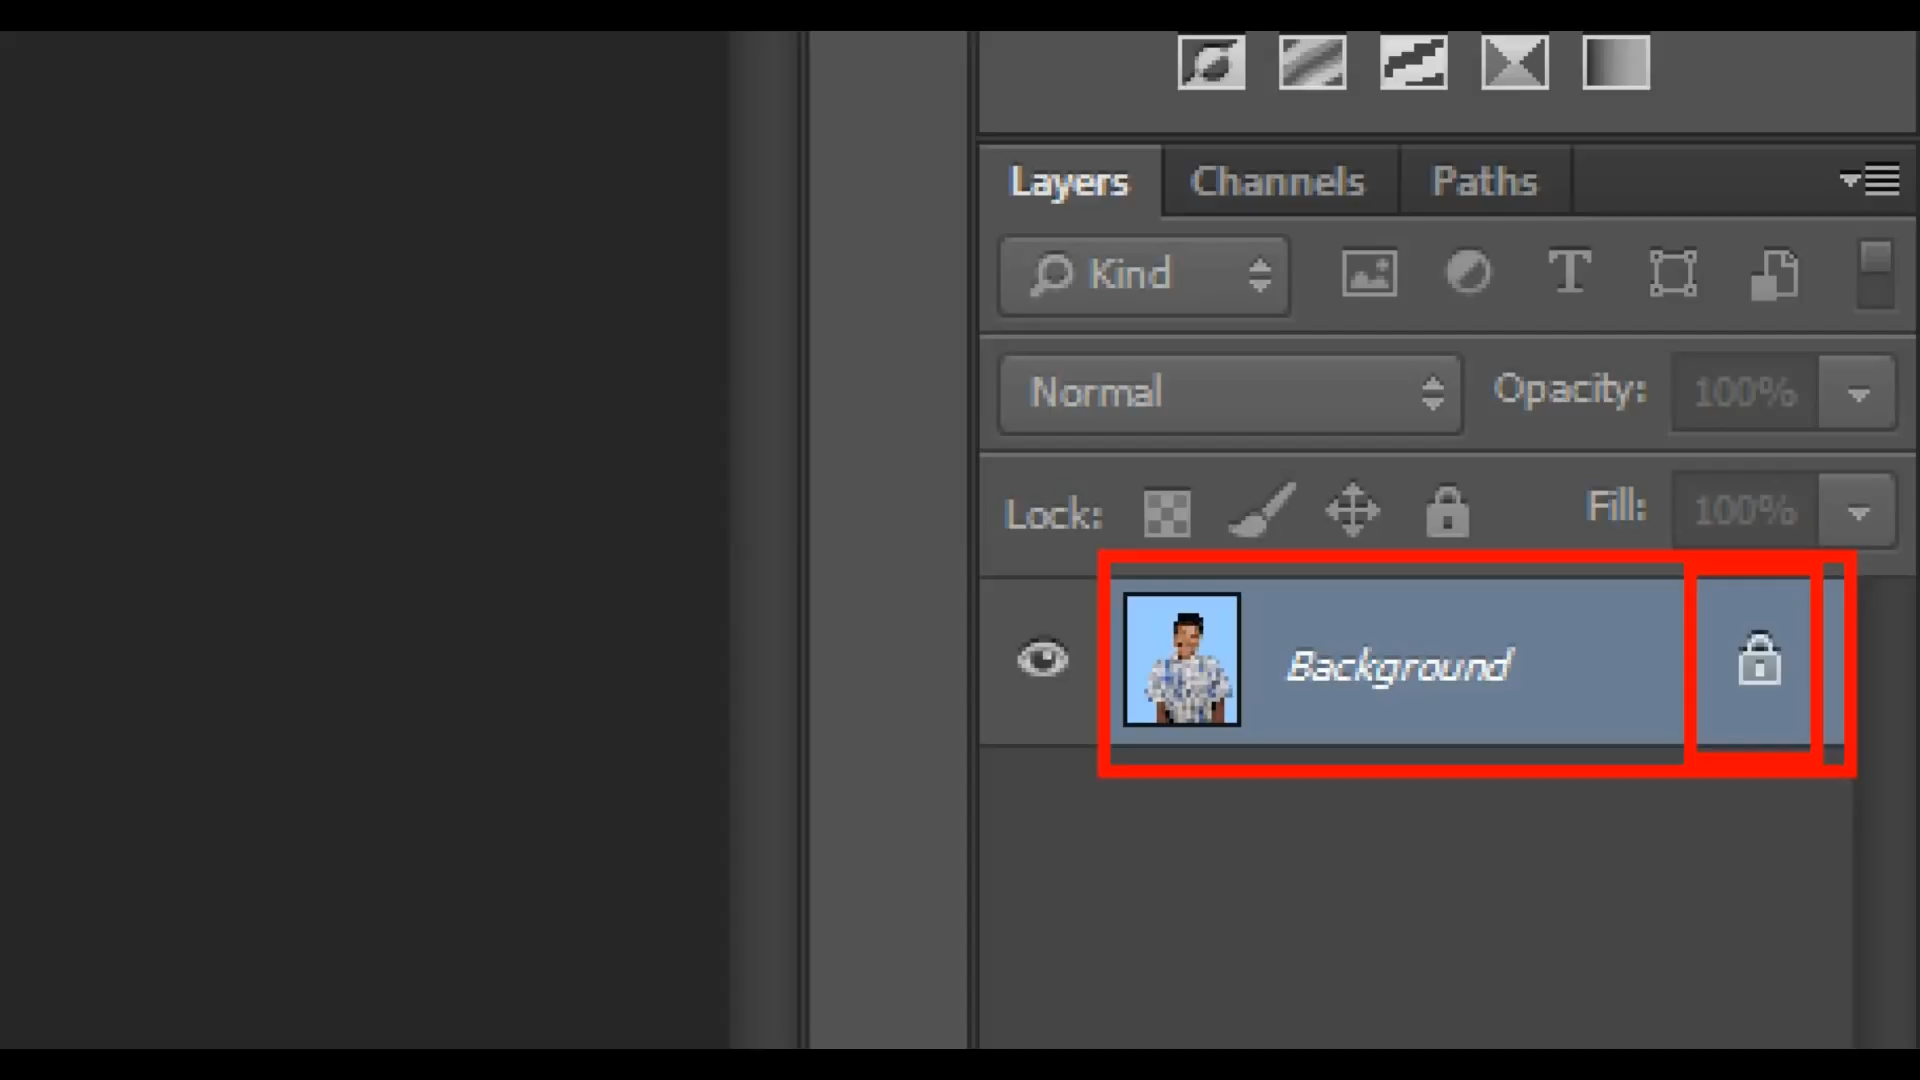 Layers Channels Paths
Kind T
Normal Opacity: 100%
Lock: Fill: 100%
Background